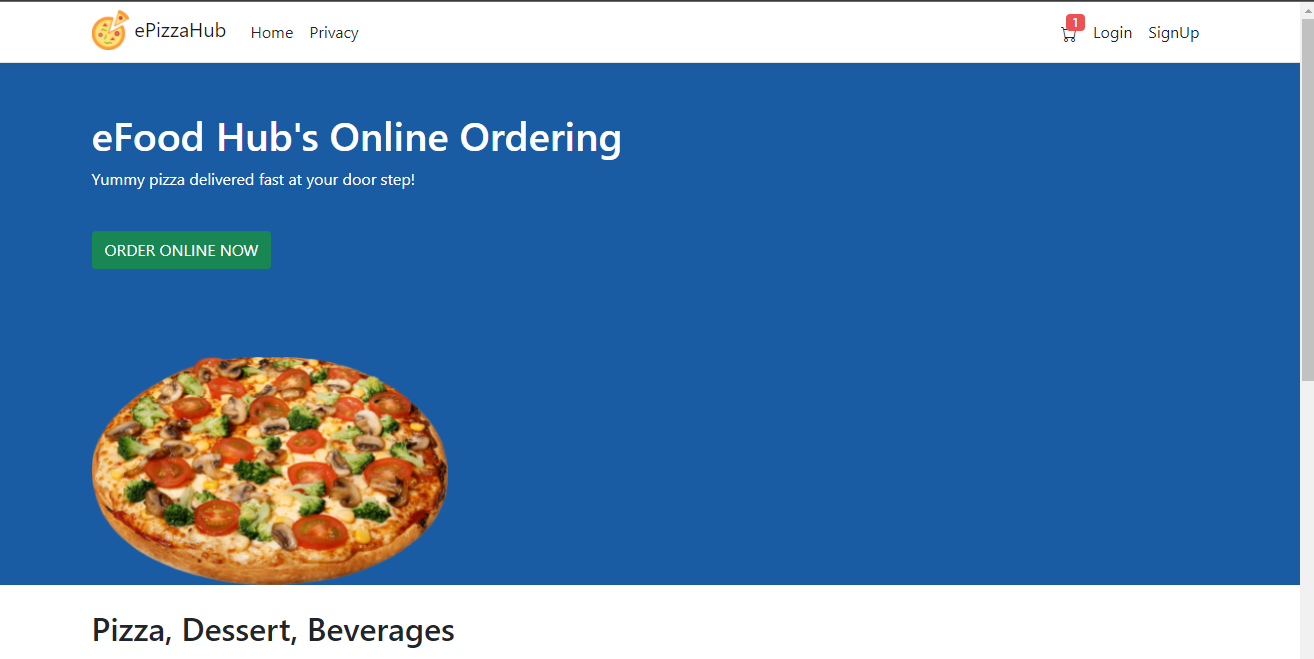 ePizzaHub Home Privacy 1 Login SignUp
eFood Hub's Online Ordering
Yummy pizza delivered fast at your door step!
ORDER ONLINE NOW
Pizza, Dessert, Beverages